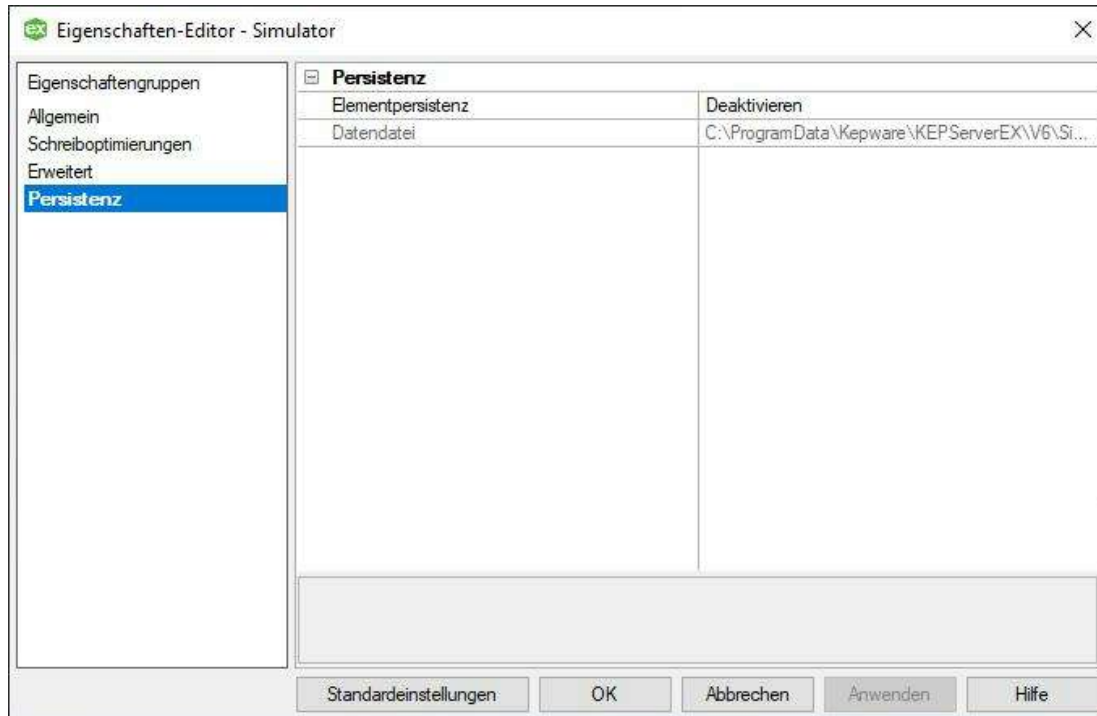 ex Eigenschaften-Editor - Simulator
Eigenschaftengruppen
Allgemein
Schreiboptimierungen
Erweitert
Persistenz
Persistenz
Elementpersistenz Deaktivieren
Datendatei C:\ProgramData\Kepware\KEPServerEX\V6\Si...
Standardeinstellungen OK Abbrechen Anwenden Hilfe